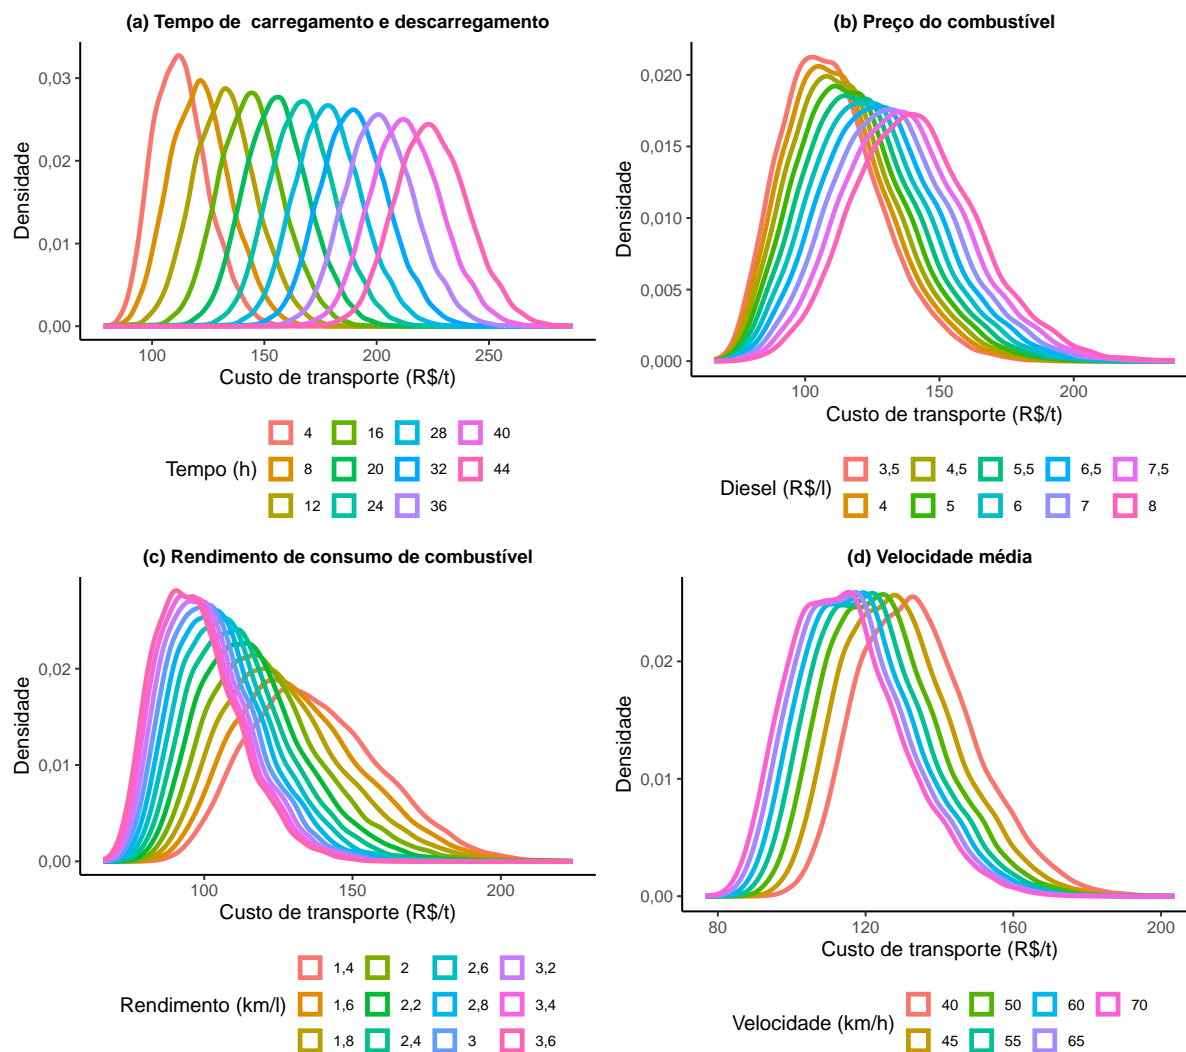 (a) Tempo de  carregamento e descarregamento
0,03
0,02
0,01
0,00
Densidade
100 150 200 250
Custo de transporte (R$/t)
Tempo (h)
4 16 28 40
8 20 32 44
12 24 36
(b) Preço do combustível
0,020
0,015
0,010
0,005
0,000
Densidade
100 150 200
Custo de transporte (R$/t)
Diesel (R$/l)
3,5 4,5 5,5 6,5 7,5
4 5 6 7 8
(c) Rendimento de consumo de combustível
0,02
0,01
0,00
Densidade
100 150 200
Custo de transporte (R$/t)
Rendimento (km/l)
1,4 2 2,6 3,2
1,6 2,2 2,8 3,4
1,8 2,4 3 3,6
(d) Velocidade média
0,02
0,01
0,00
Densidade
80 120 160 200
Custo de transporte (R$/t)
Velocidade (km/h)
40 50 60 70
45 55 65